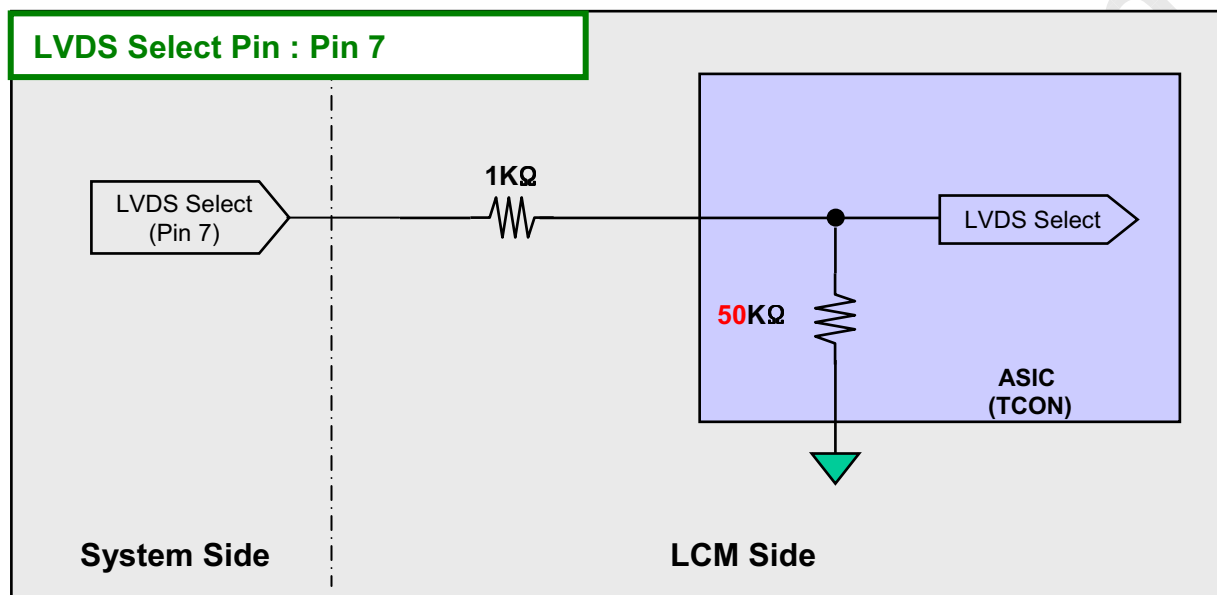 LVDS Select Pin : Pin 7
1KΩ
LVDS Select
(Pin 7)
LVDS Select
50KΩ
ASIC
(TCON)
System Side
LCM Side